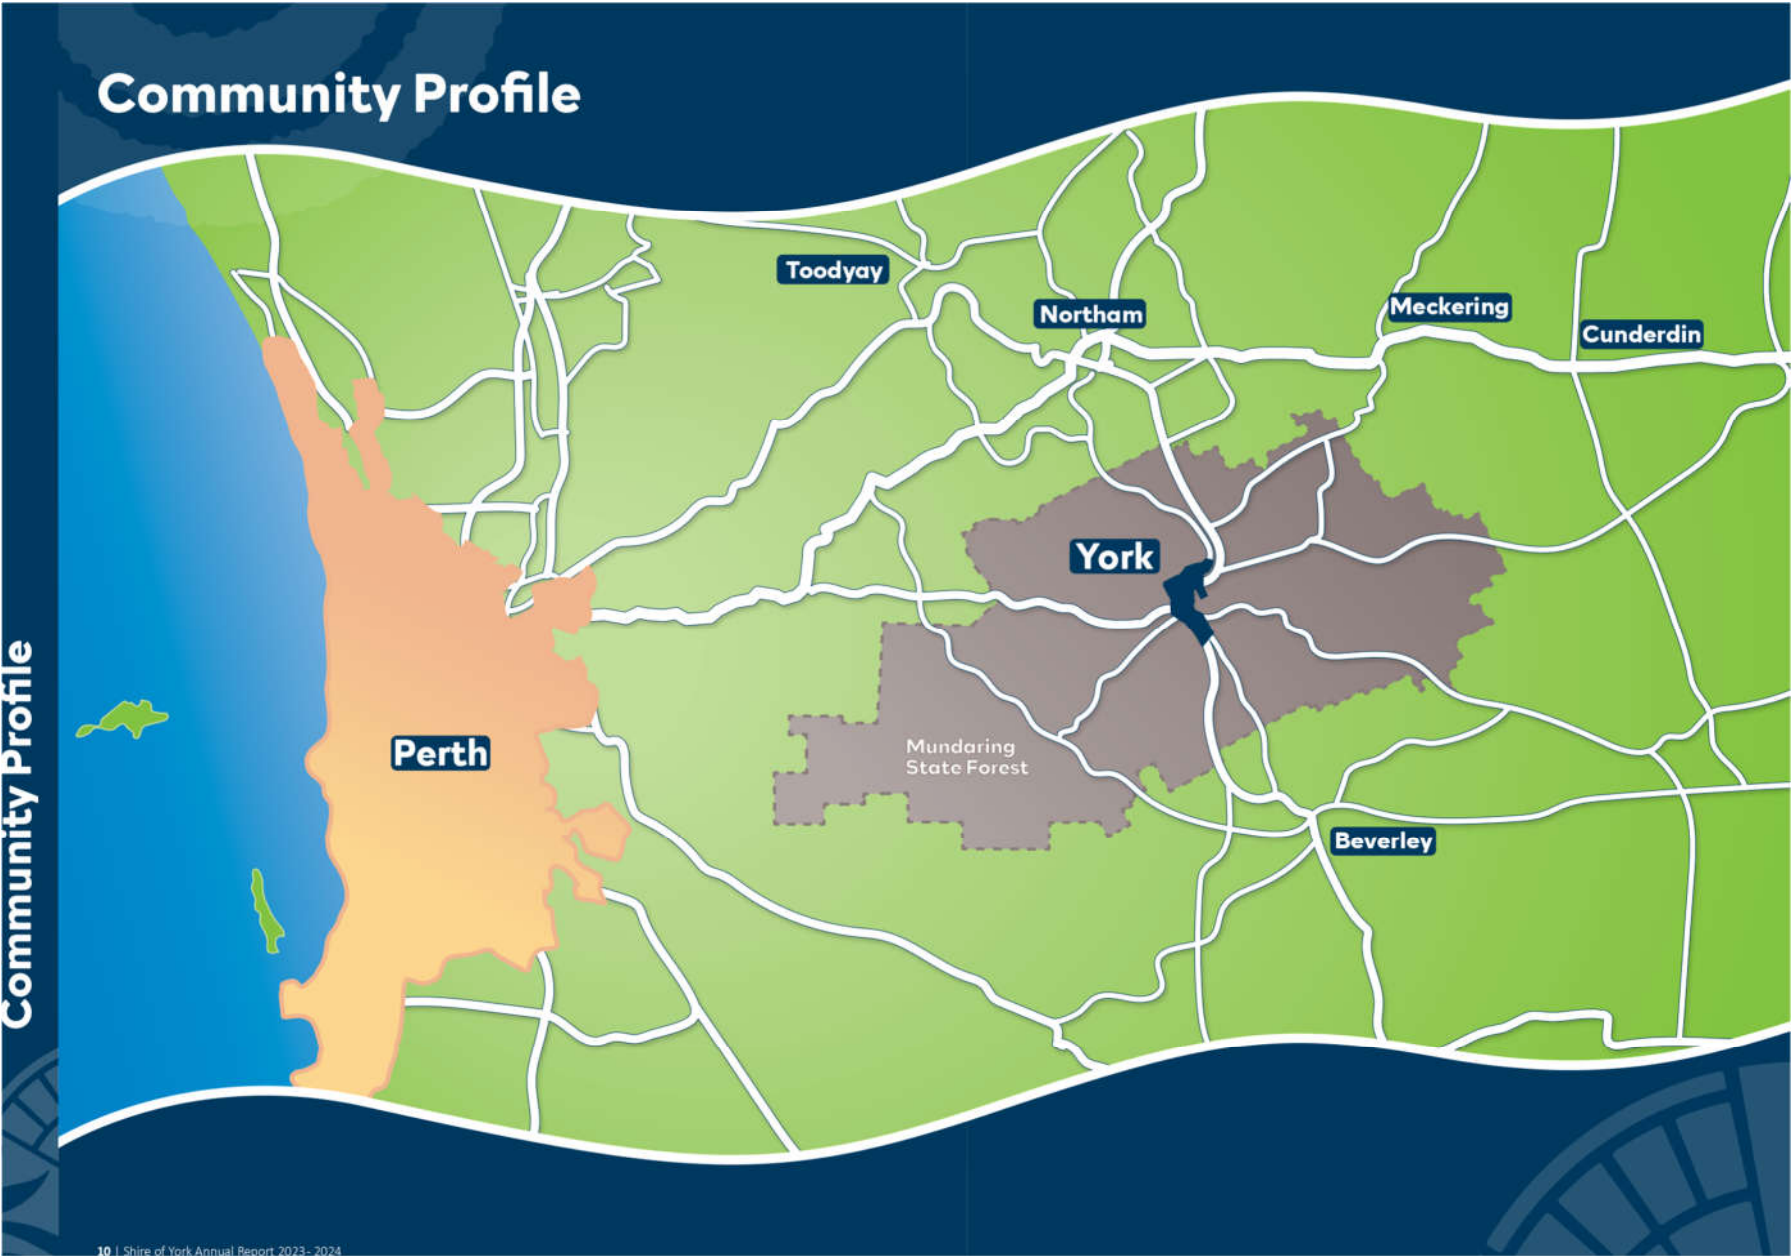 Community Profile
Community Profile
Toodyay
Northam
Meckering
Cunderdin
York
Mundaring
State Forest
Perth
Beverley
10 | Shire of York Annual Report 2023- 2024